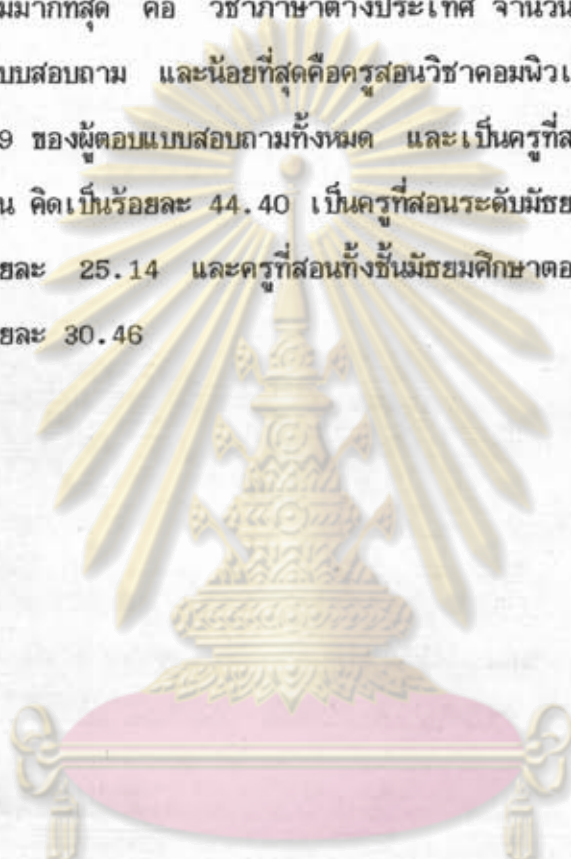 มมากที่สุด คือ วิชาภาษาต่างประเทศ จำนวน
บบสอบถาม และน้อยที่สุดคือครูสอนวิชาคอมพิวเ
9 ของผู้ตอบแบบสอบถามทั้งหมด และเป็นครูที่ส
น คิดเป็นร้อยละ 44.40 เป็นครูที่สอนระดับมัธย
ยละ 25.14 และครูที่สอนทั้งชั้นมัธยมศึกษาตอ
ยละ 30.46